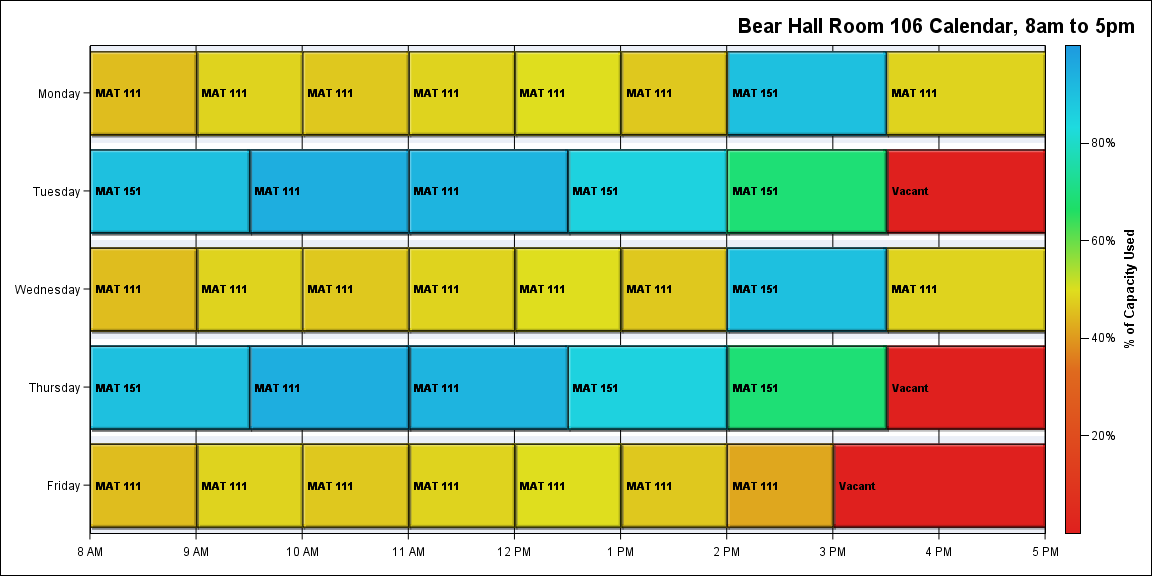 Bear Hall Room 106 Calendar, 8am to 5pm
Monday
MAT 111
MAT 111
MAT 111
MAT 111
MAT 111
MAT 111
MAT 151
MAT 111
Tuesday
MAT 151
MAT 111
MAT 111
MAT 151
MAT 151
Vacant
Wednesday
MAT 111
MAT 111
MAT 111
MAT 111
MAT 111
MAT 111
MAT 151
MAT 111
Thursday
MAT 151
MAT 111
MAT 111
MAT 151
MAT 151
Vacant
Friday
MAT 111
MAT 111
MAT 111
MAT 111
MAT 111
MAT 111
MAT 111
Vacant
8 AM
9 AM
10 AM
11 AM
12 PM
1 PM
2 PM
3 PM
4 PM
5 PM
80%
60%
40%
20%
% of Capacity Used